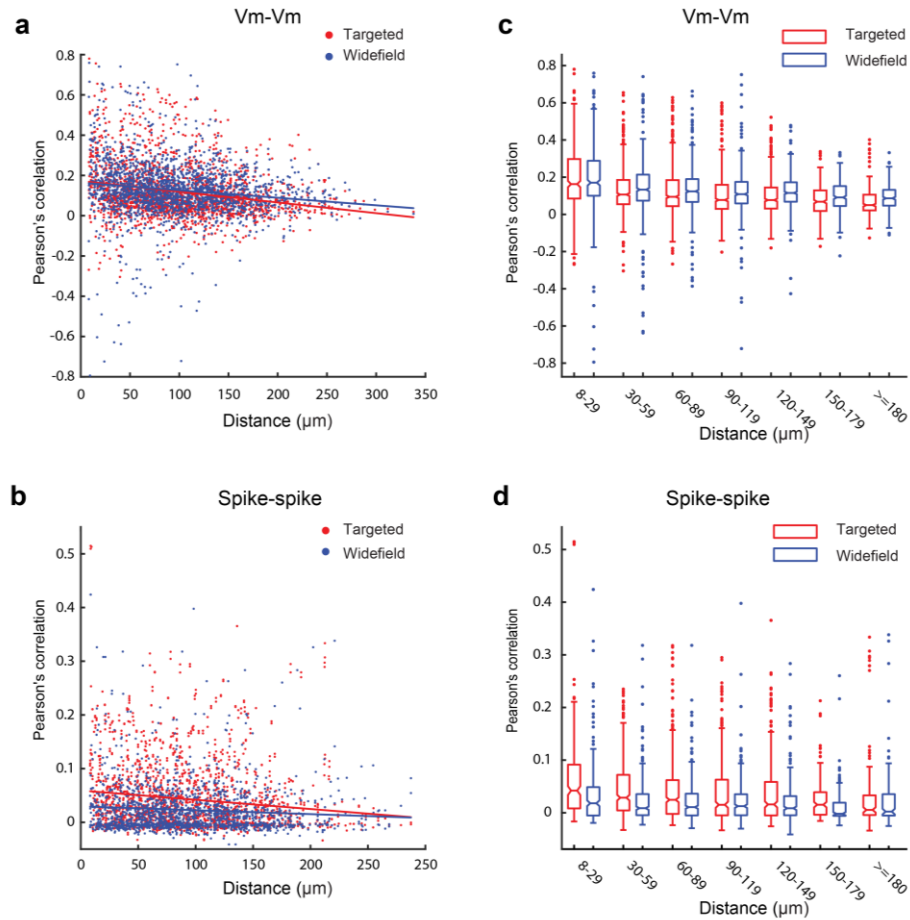 a
Vm-Vm
Targeted
Widefield
Pearson's correlation
0.8
0.6
0.4
0.2
0
-0.2
-0.4
-0.6
-0.8
0 50 100 150 200 250 300 350
Distance (µm)
c
Vm-Vm
Targeted
Widefield
Pearson's correlation
0.8
0.6
0.4
0.2
0
-0.2
-0.4
-0.6
-0.8
8-29 30-59 60-89 90-119 120-149 150-179 >=180
Distance (µm)
b
Spike-spike
Targeted
Widefield
Pearson's correlation
0.5
0.4
0.3
0.2
0.1
0
0 50 100 150 200 250 300
Distance (µm)
d
Spike-spike
Targeted
Widefield
Pearson's correlation
0.5
0.4
0.3
0.2
0.1
0
8-29 30-59 60-89 90-119 120-149 150-179 >=180
Distance (µm)